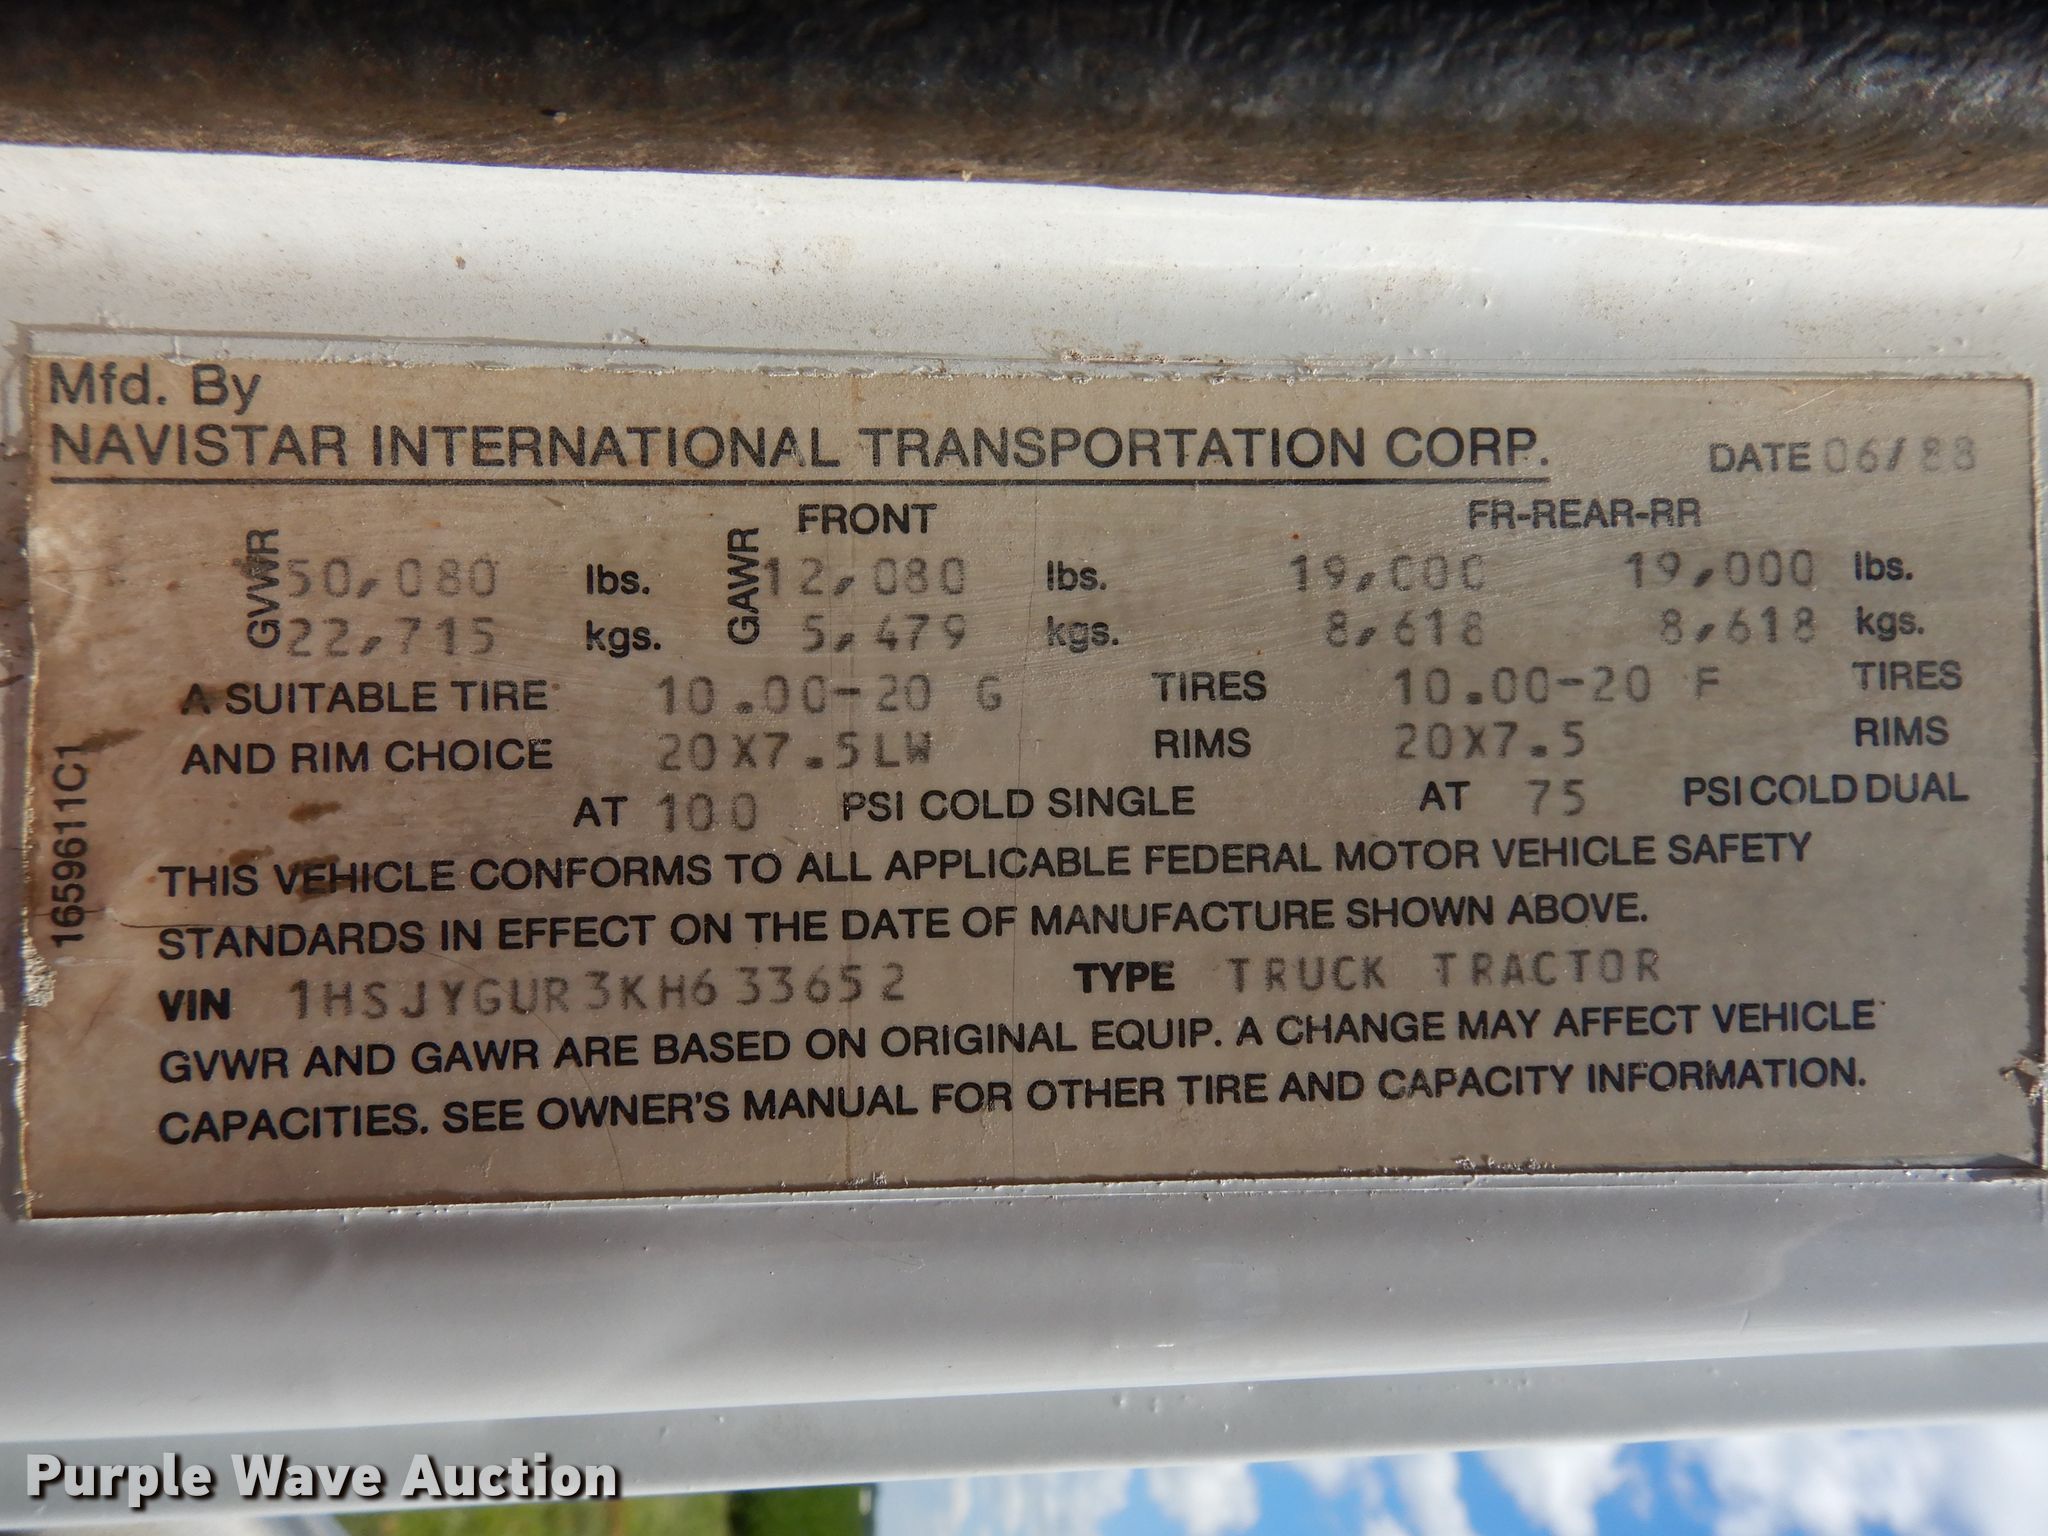 Mfd. By
NAVISTAR INTERNATIONAL TRANSPORTATION CORP. DATE 06/88
FRONT FR-REAR-RR
GVWR 50,080 lbs. GAWR 12,080 lbs. 19,000 19,000 lbs.
22,715 kgs. 5,479 kgs. 8,618 8,618 kgs.
A SUITABLE TIRE 10.00-20 G TIRES 10.00-20 F TIRES
AND RIM CHOICE 20X7.5LW RIMS 20X7.5 RIMS
AT 100 PSI COLD SINGLE AT 75 PSI COLD DUAL
THIS VEHICLE CONFORMS TO ALL APPLICABLE FEDERAL MOTOR VEHICLE SAFETY
STANDARDS IN EFFECT ON THE DATE OF MANUFACTURE SHOWN ABOVE.
VIN 1HSJYGUR3KH633652 TYPE TRUCK TRACTOR
GVWR AND GAWR ARE BASED ON ORIGINAL EQUIP. A CHANGE MAY AFFECT VEHICLE
CAPACITIES. SEE OWNER'S MANUAL FOR OTHER TIRE AND CAPACITY INFORMATION.
1659611C1
Purple Wave Auction